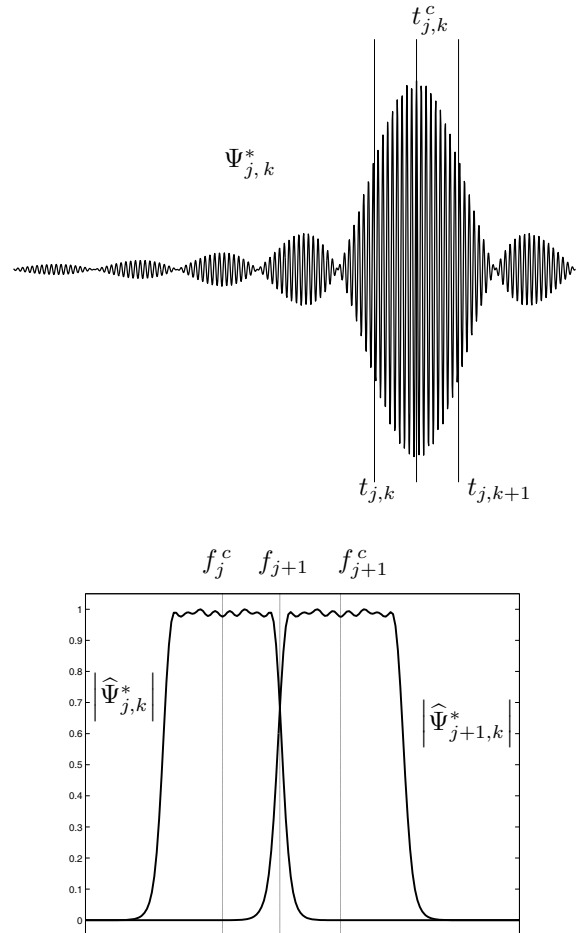 t^c_{j,k}
Ψ^*_{j, k}
t_{j,k} t_{j,k+1}
f^c_j f_{j+1} f^c_{j+1}
1
0.9
0.8
|Ψ̂^*_{j,k}|
0.7
|Ψ̂^*_{j+1,k}|
0.6
0.5
0.4
0.3
0.2
0.1
0